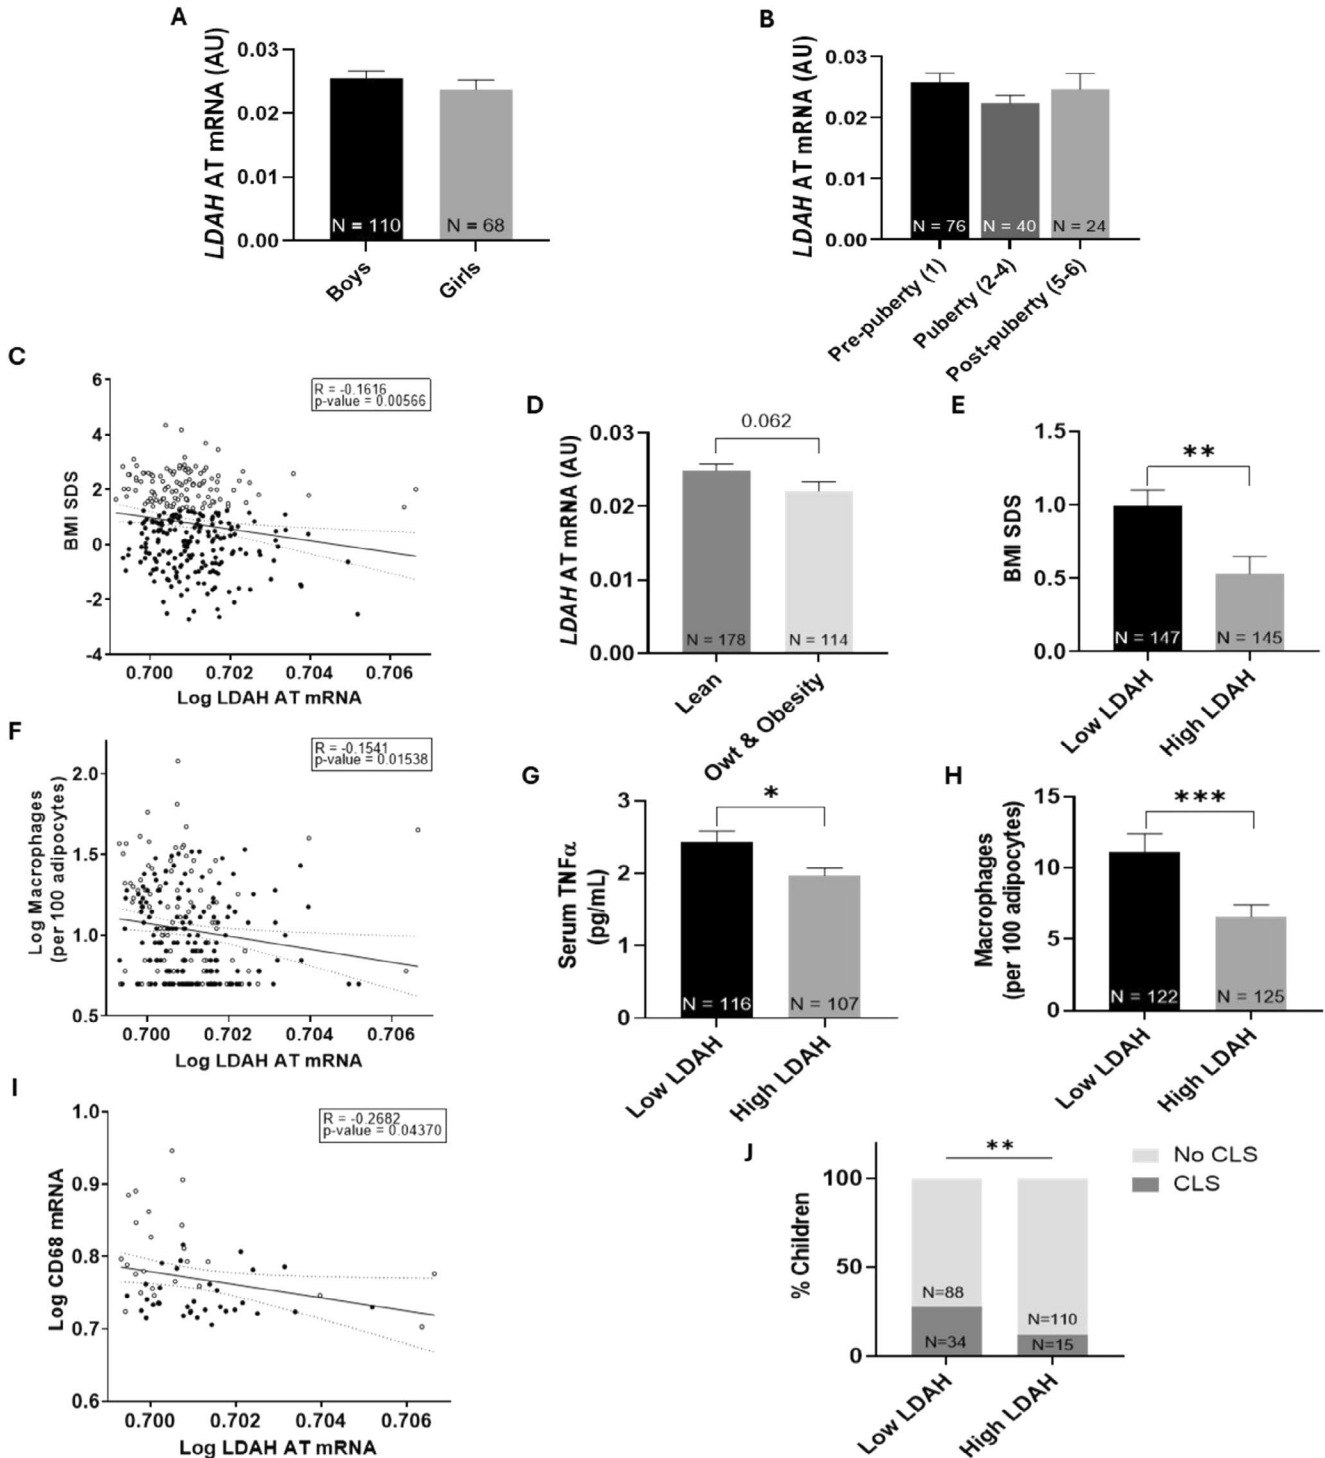 A
LDAH AT mRNA (AU)
0.03
0.02
0.01
0.00
N = 110
N = 68
Boys
Girls
B
LDAH AT mRNA (AU)
0.03
0.02
0.01
0.00
N = 76
N = 40
N = 24
Pre-puberty (1)
Puberty (2-4)
Post-puberty (5-6)
C
BMI SDS
6
4
2
0
-2
-4
R = -0.1616
p-value = 0.00566
0.700 0.702 0.704 0.706
Log LDAH AT mRNA
D
LDAH AT mRNA (AU)
0.03
0.02
0.01
0.00
0.062
N = 178
N = 114
Lean
Owt & Obesity
E
BMI SDS
1.5
1.0
0.5
0.0
**
N = 147
N = 145
Low LDAH
High LDAH
F
Log Macrophages
(per 100 adipocytes)
2.0
1.5
1.0
0.5
R = -0.1541
p-value = 0.01538
0.700 0.702 0.704 0.706
Log LDAH AT mRNA
G
Serum TNFα
(pg/mL)
3
2
1
0
*
N = 116
N = 107
Low LDAH
High LDAH
H
Macrophages
(per 100 adipocytes)
15
10
5
0
***
N = 122
N = 125
Low LDAH
High LDAH
I
Log CD68 mRNA
1.0
0.9
0.8
0.7
0.6
R = -0.2682
p-value = 0.04370
0.700 0.702 0.704 0.706
Log LDAH AT mRNA
J
% Children
100
50
0
**
N=88
N=34
N=110
N=15
Low LDAH
High LDAH
No CLS
CLS